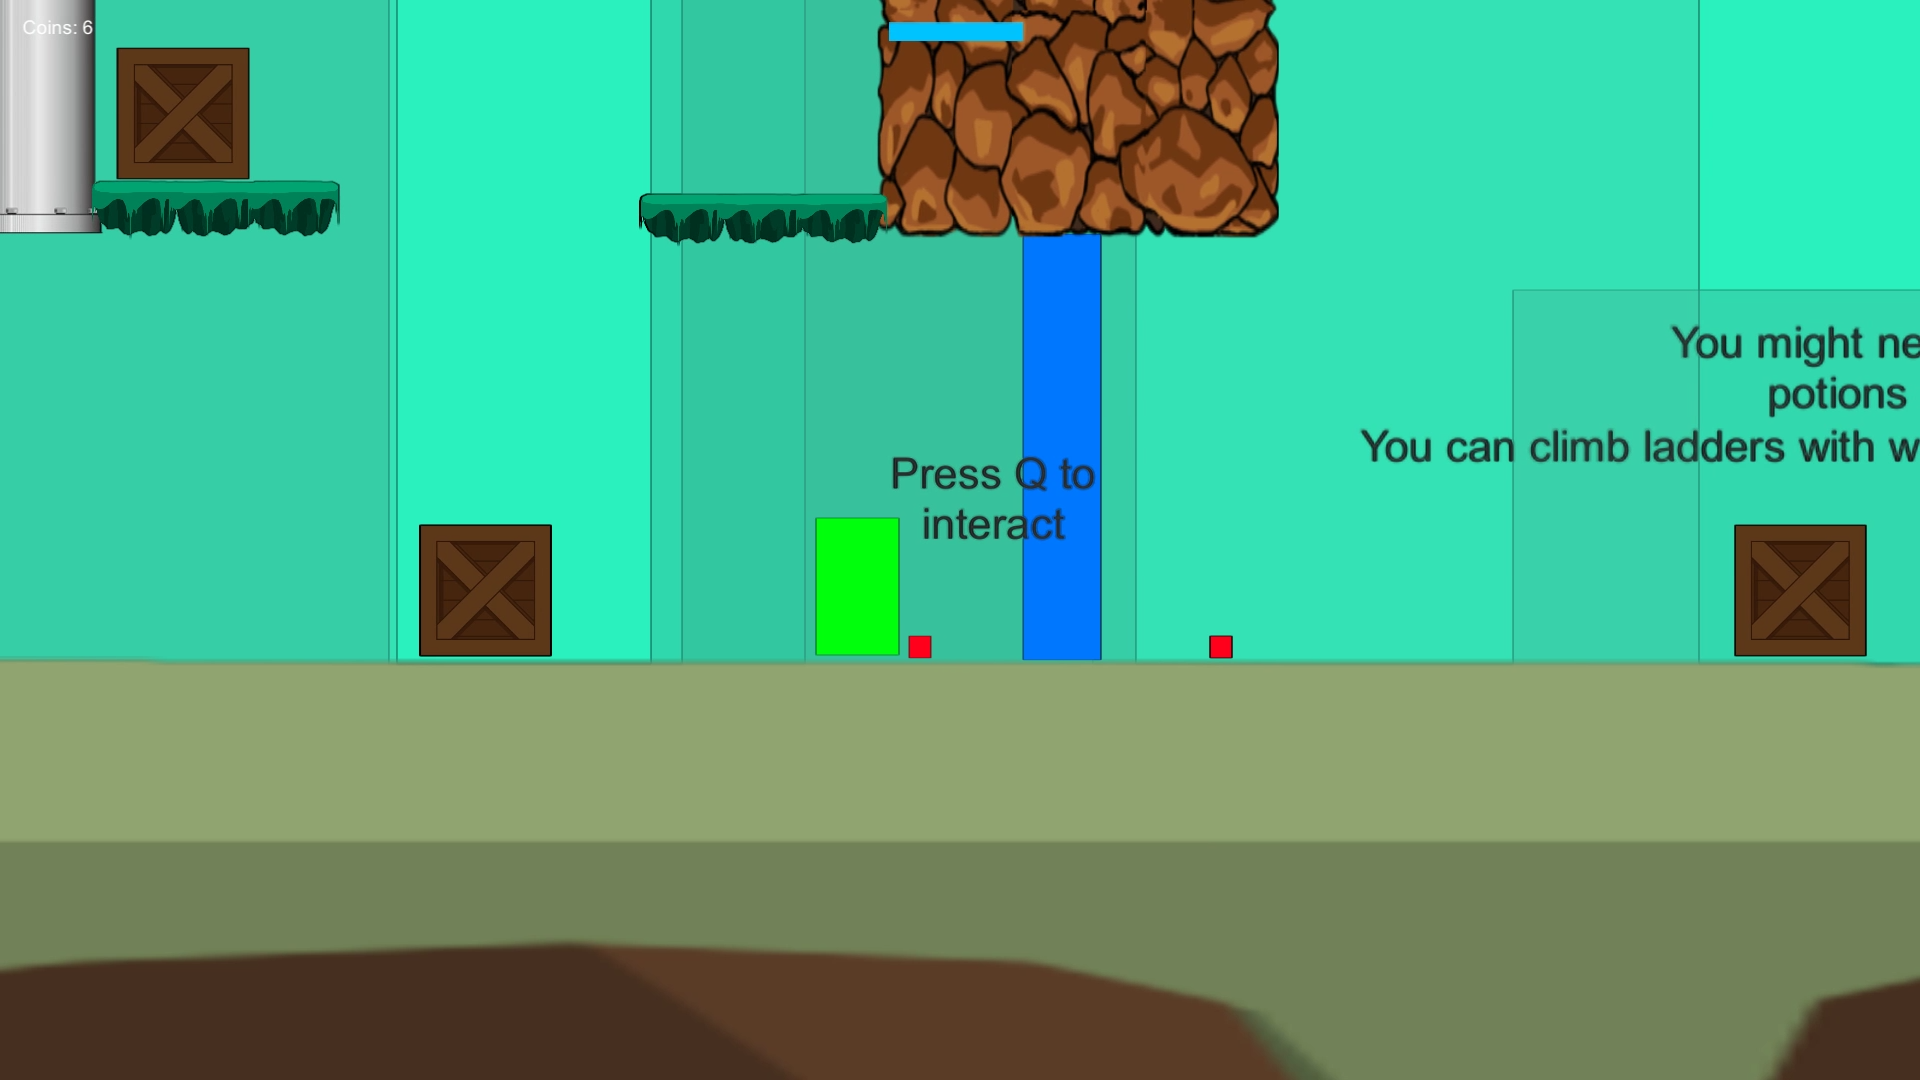 Coins: 6
You might ne
potions
You can climb ladders with w
Press Q to
interact